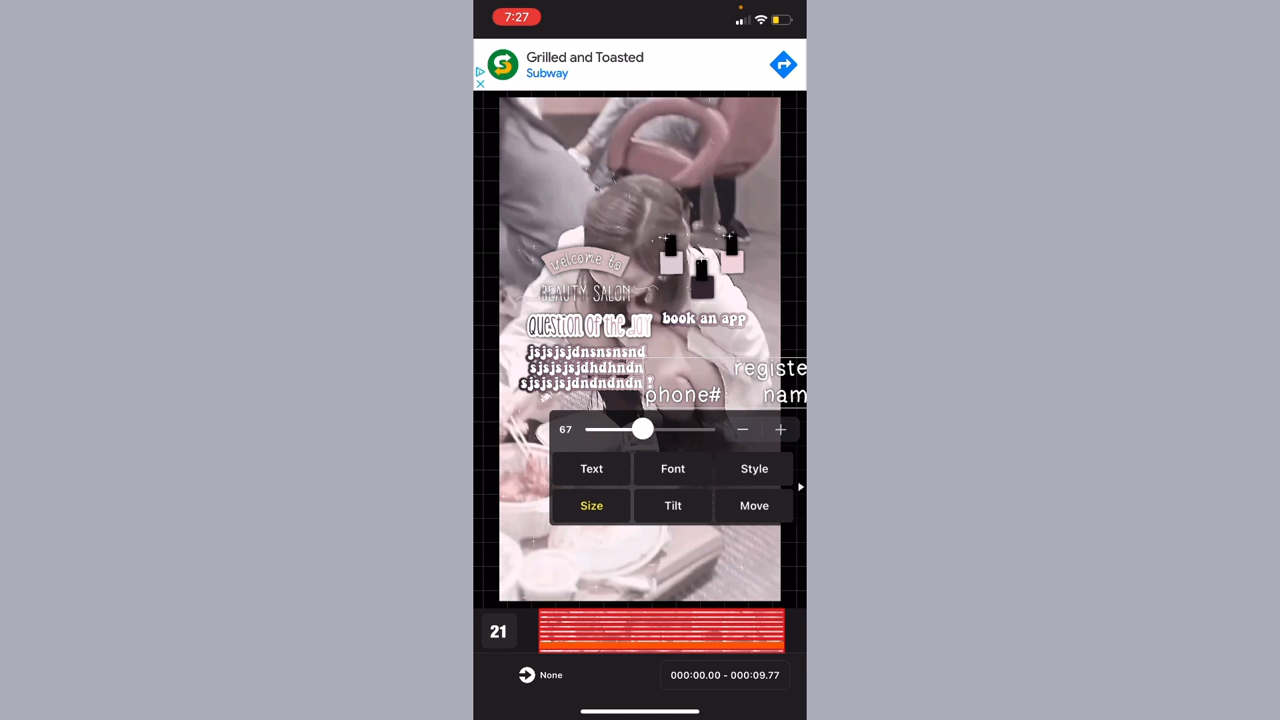 7:27
Grilled and Toasted
Subway
welcome to
BEAUTY SALON
QUESTION OF THE DAY
book an app
jsjsjsjdnsnsnsnd
sjsjsjsjdhdhndn
sjsjsjsjdndndndn !
registe
phone# nam
67
Text Font Style
Size Tilt Move
21
None
000:00.00 - 000:09.77